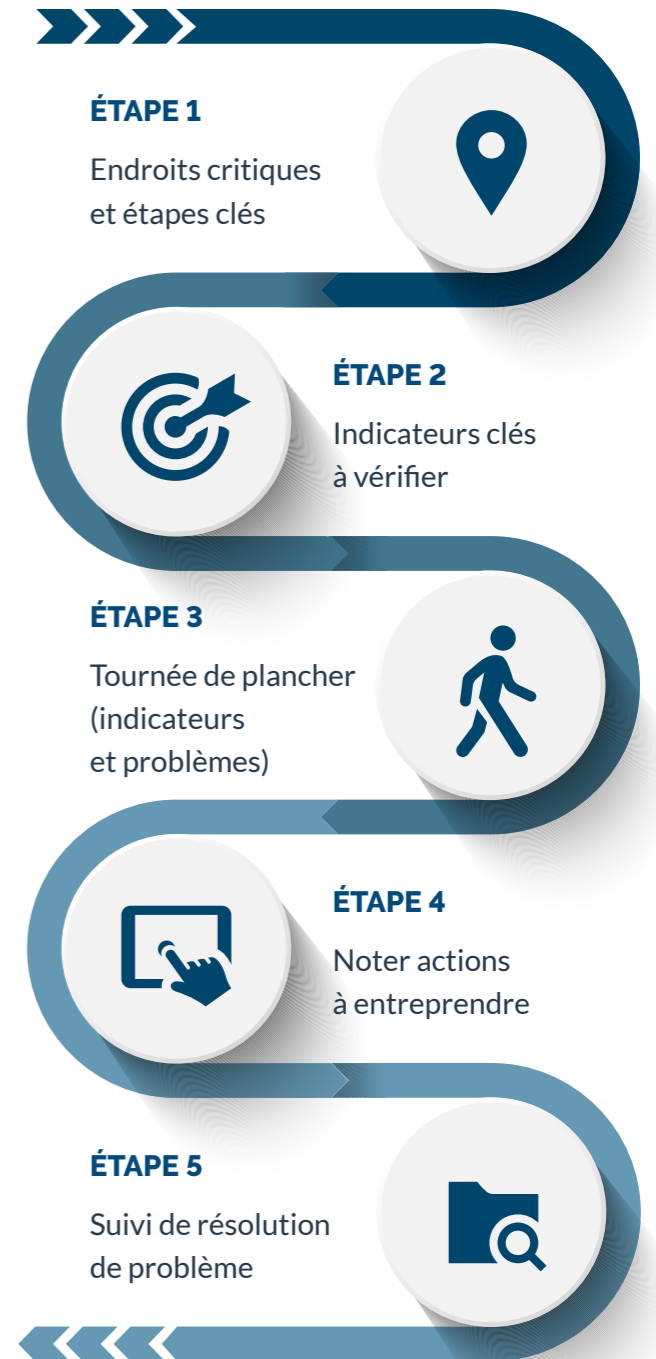 ÉTAPE 1
Endroits critiques
et étapes clés
ÉTAPE 2
Indicateurs clés
à vérifier
ÉTAPE 3
Tournée de plancher
(indicateurs
et problèmes)
ÉTAPE 4
Noter actions
à entreprendre
ÉTAPE 5
Suivi de résolution
de problème